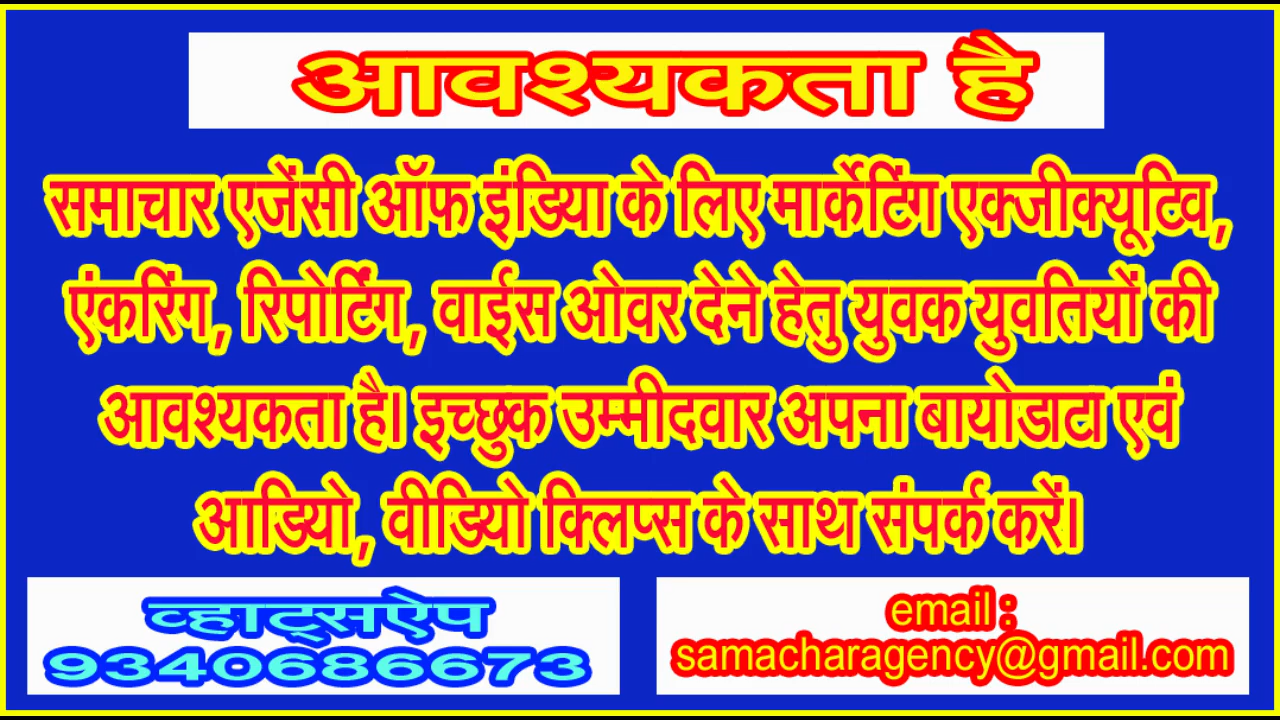 आवश्यकता है
समाचार एजेंसी ऑफ इंडिया के लिए मार्केटिंग एक्जीक्यूटिव,
एंकरिंग, रिपोर्टिंग, वाईस ओवर देने हेतु युवक युवतियों की
आवश्यकता है। इच्छुक उम्मीदवार अपना बायोडाटा एवं
आडियो, वीडियो क्लिप्स के साथ संपर्क करें।
व्हाट्सऐप
9340686673
email :
samacharagency@gmail.com